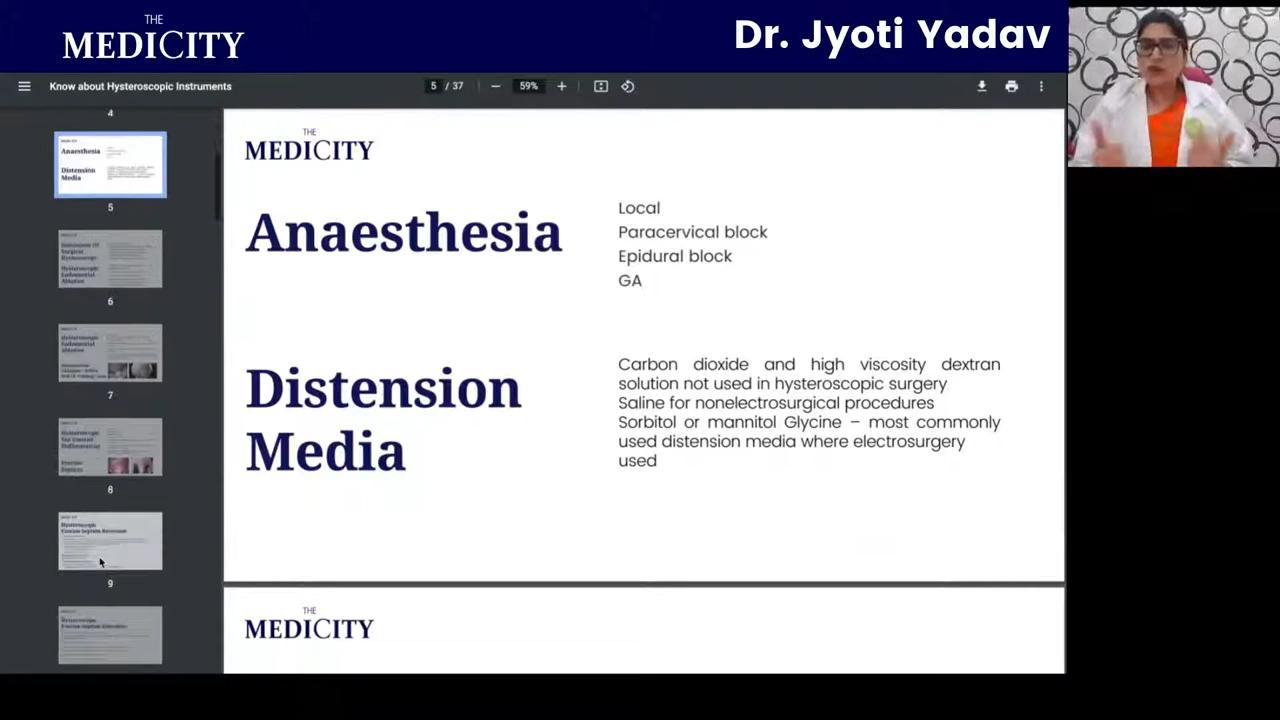 THE
MEDICITY
Dr. Jyoti Yadav
Know about Hysteroscopic Instruments
5 / 37
59%
4
5
6
7
8
9
THE
MEDICITY
Anaesthesia
Local
Paracervical block
Epidural block
GA
Distension
Media
Carbon dioxide and high viscosity dextran
solution not used in hysteroscopic surgery
Saline for nonelectrosurgical procedures
Sorbitol or mannitol Glycine – most commonly
used distension media where electrosurgery
used
THE
MEDICITY